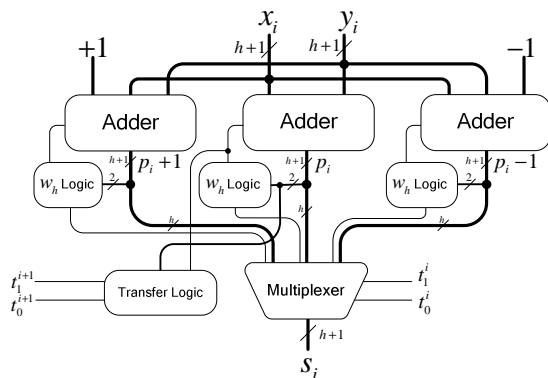 x_i y_i
+1 h+1 h+1 −1
Adder Adder Adder
h+1 p_i+1 h+1 p_i h+1 p_i−1
w_h Logic 2 w_h Logic 2 w_h Logic 2
h h h
t_1^{i+1} t_1^i
Transfer Logic Multiplexer
t_0^{i+1} t_0^i
h+1
s_i